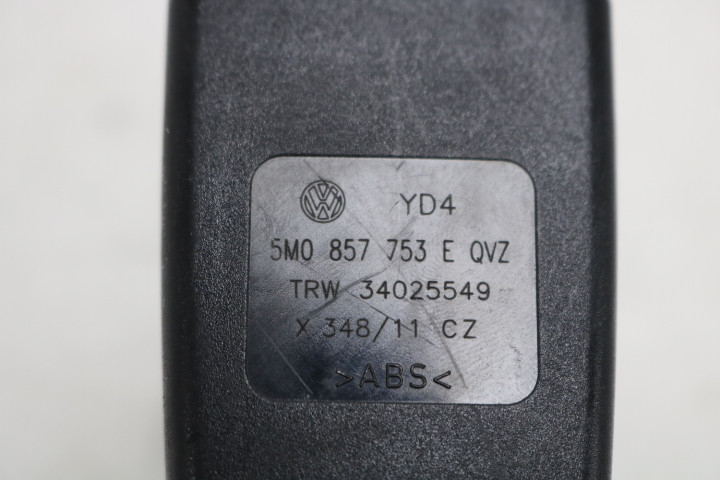 YD4
5M0 857 753 E QVZ
TRW 34025549
X 348/11 CZ
>ABS<